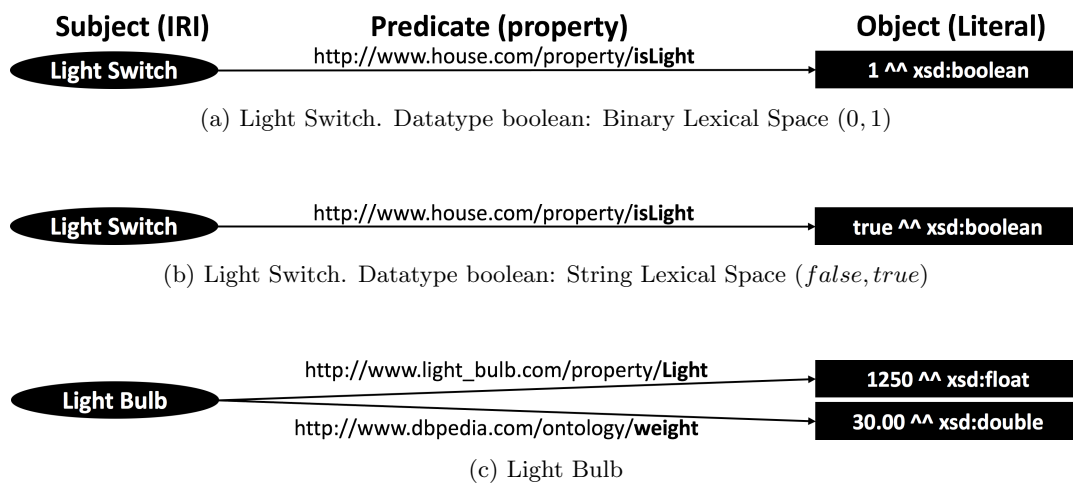 Subject (IRI) Predicate (property) Object (Literal)
http://www.house.com/property/isLight
Light Switch 1 ^^ xsd:boolean
(a) Light Switch. Datatype boolean: Binary Lexical Space (0, 1)
http://www.house.com/property/isLight
Light Switch true ^^ xsd:boolean
(b) Light Switch. Datatype boolean: String Lexical Space (false, true)
http://www.light_bulb.com/property/Light
1250 ^^ xsd:float
Light Bulb
30.00 ^^ xsd:double
http://www.dbpedia.com/ontology/weight
(c) Light Bulb